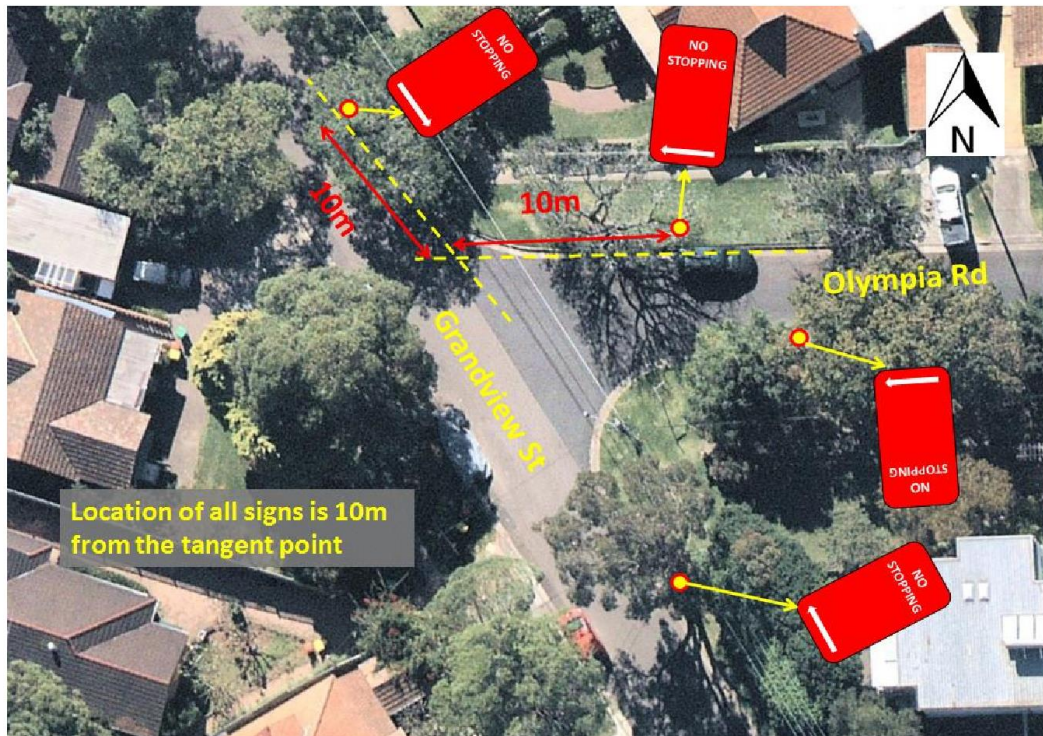 NO
STOPPING
NO
STOPPING
N
10m
10m
Olympia Rd
Grandview St
NO
STOPPING
Location of all signs is 10m
from the tangent point
NO
STOPPING